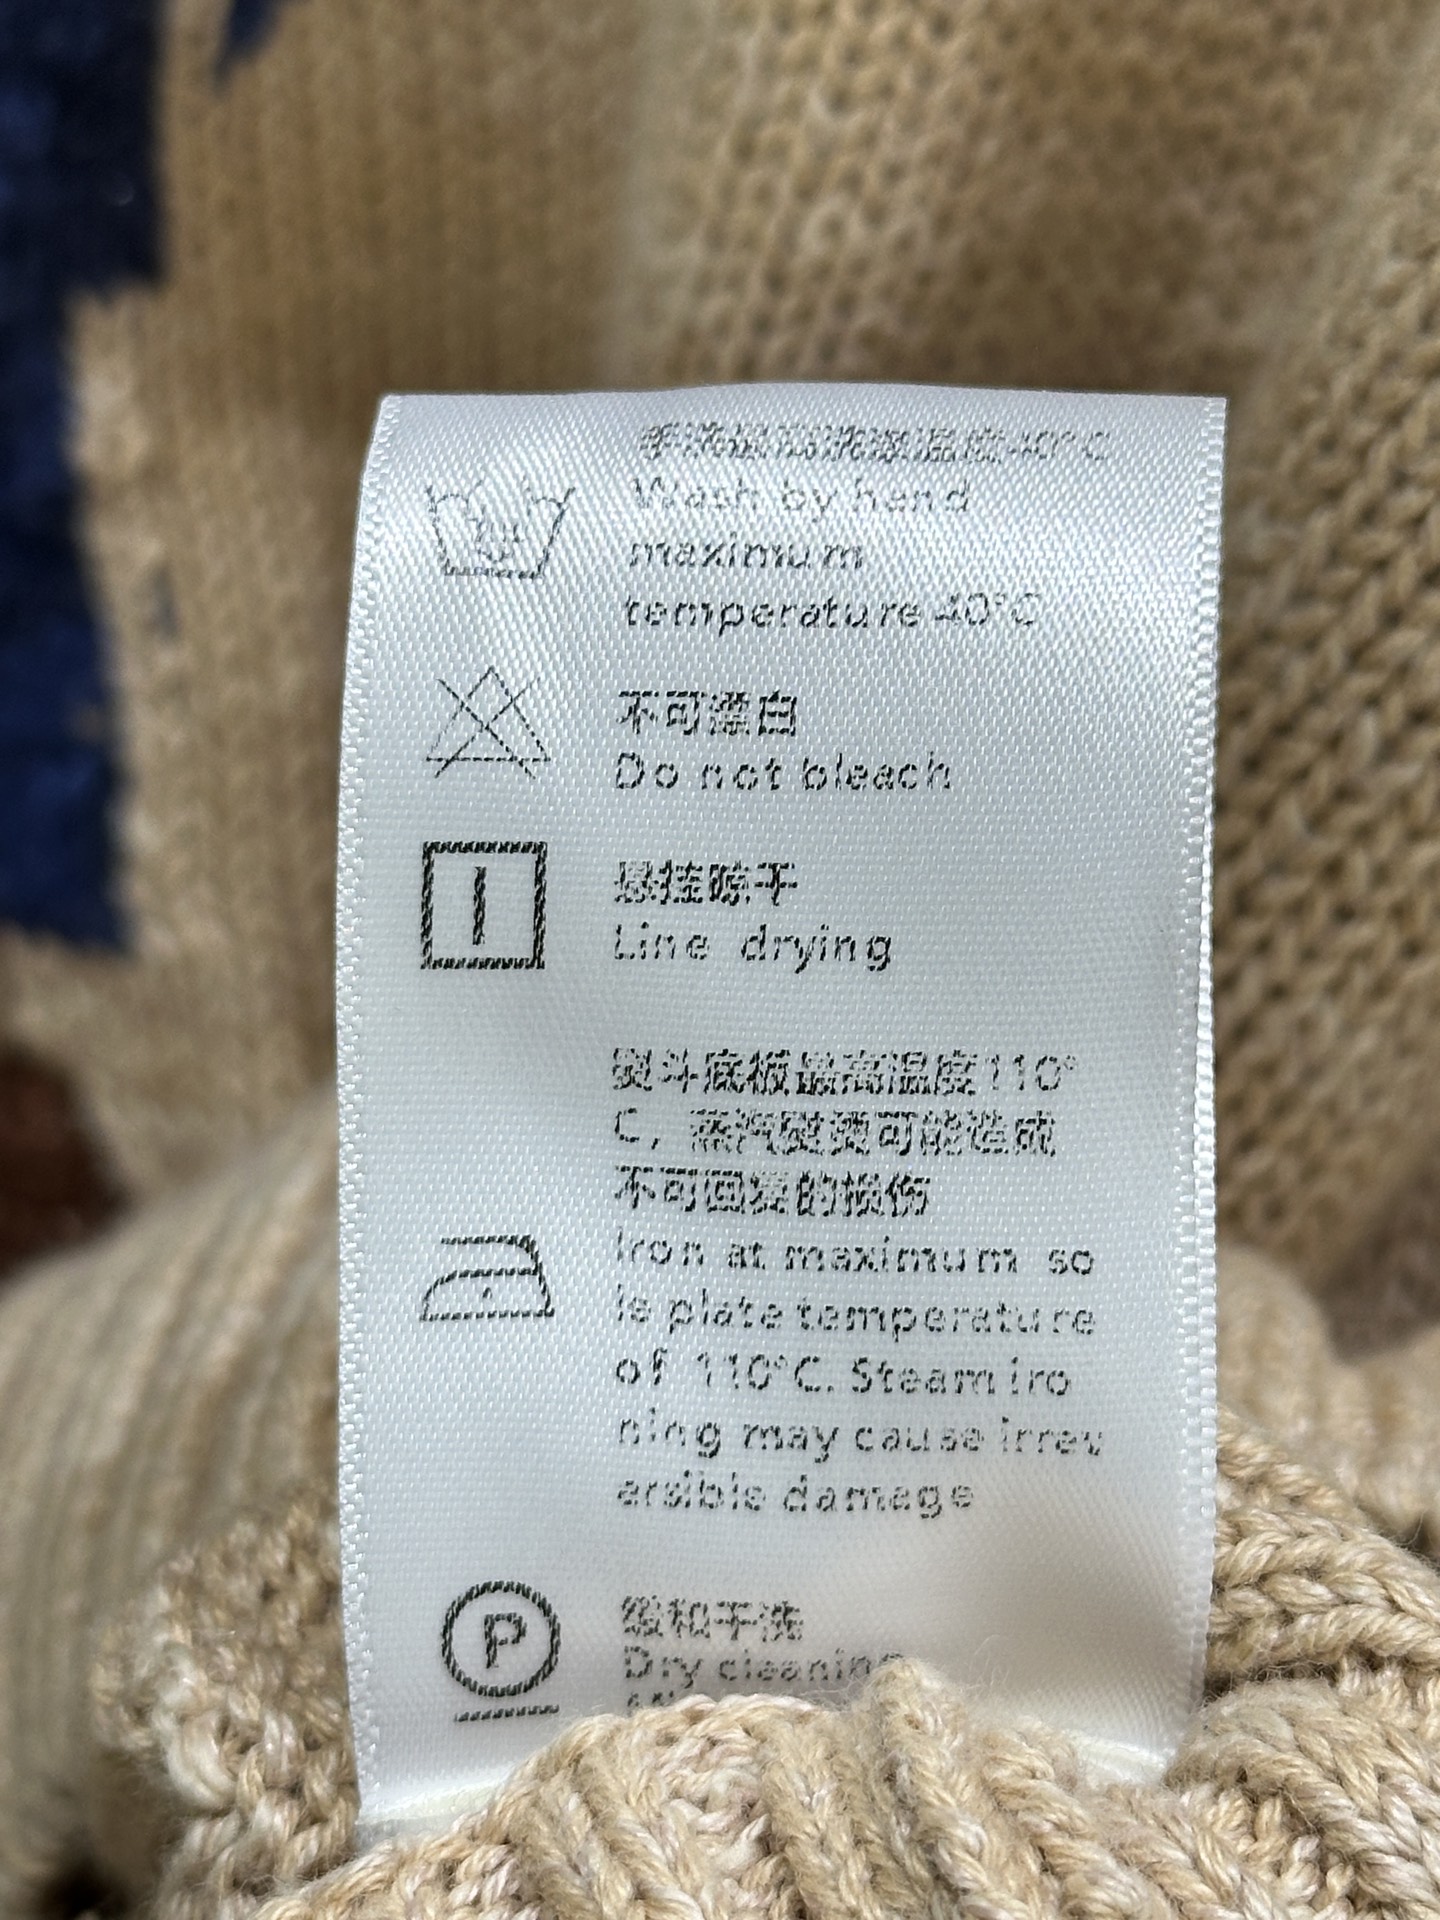 手洗最高洗涤温度40°C
Wash by hand
maximum
temperature 40°C
不可漂白
Do not bleach
悬挂晾干
Line drying
熨斗底板最高温度110°
C, 蒸汽熨烫可能造成
不可回复的损伤
Iron at maximum so
le plate temperature
of 110°C. Steam iro
ning may cause irrev
ersible damage
P
缓和干洗
Dry cleaning